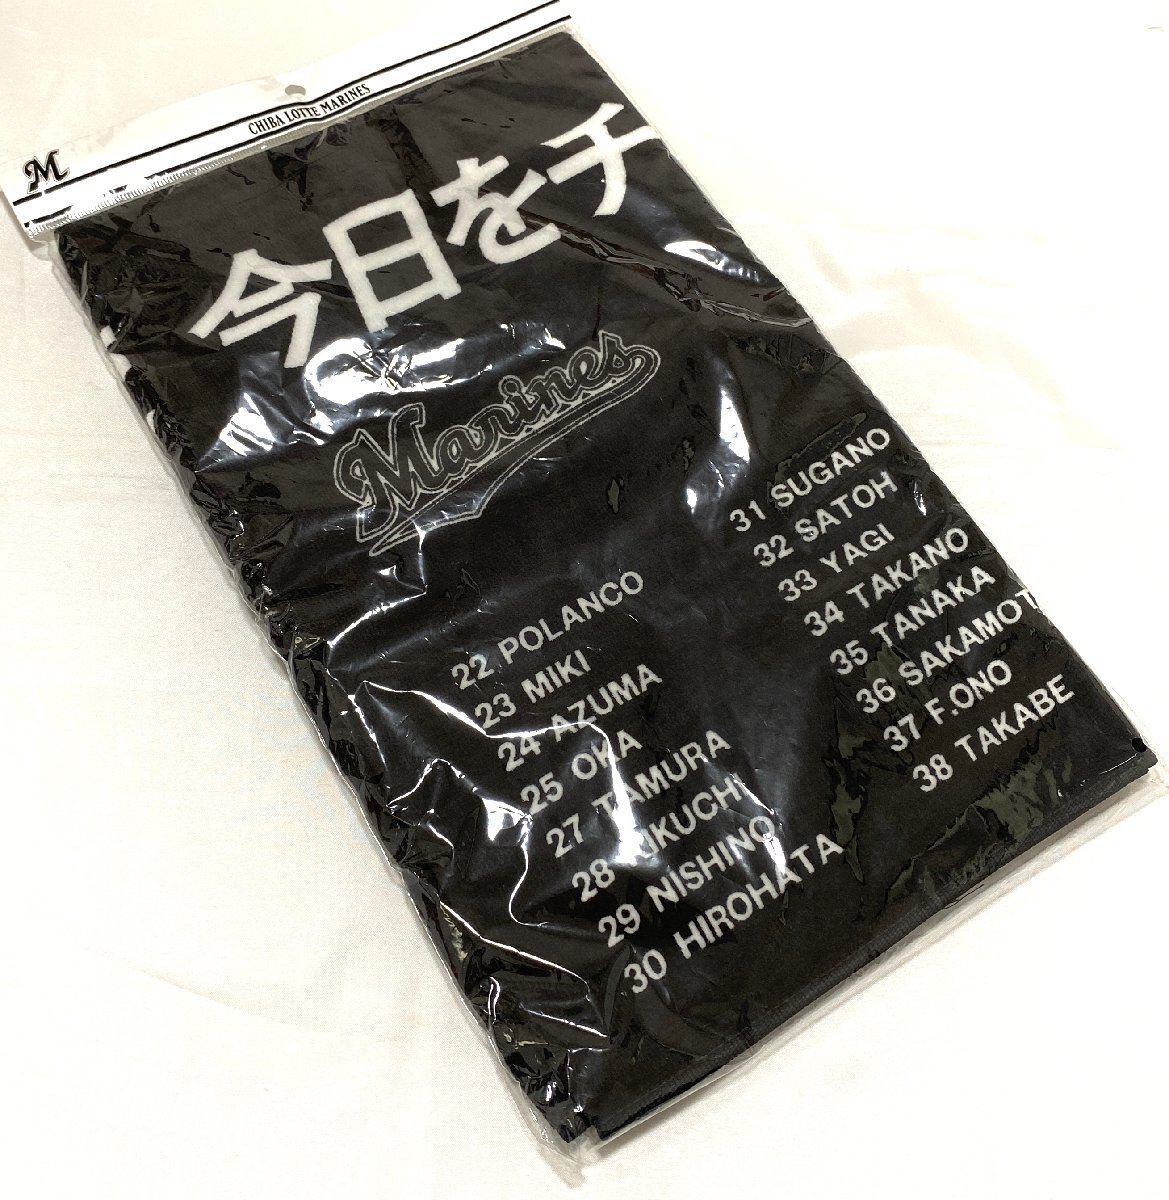 M
CHIBA LOTTE MARINES
今日をチ
Marines
22 POLANCO
23 MIKI
24 AZUMA
25 OKA
27 TAMURA
28 KIKUCHI
29 NISHINO
30 HIROHATA
31 SUGANO
32 SATOH
33 YAGI
34 TAKANO
35 TANAKA
36 SAKAMOT
37 F.ONO
38 TAKABE